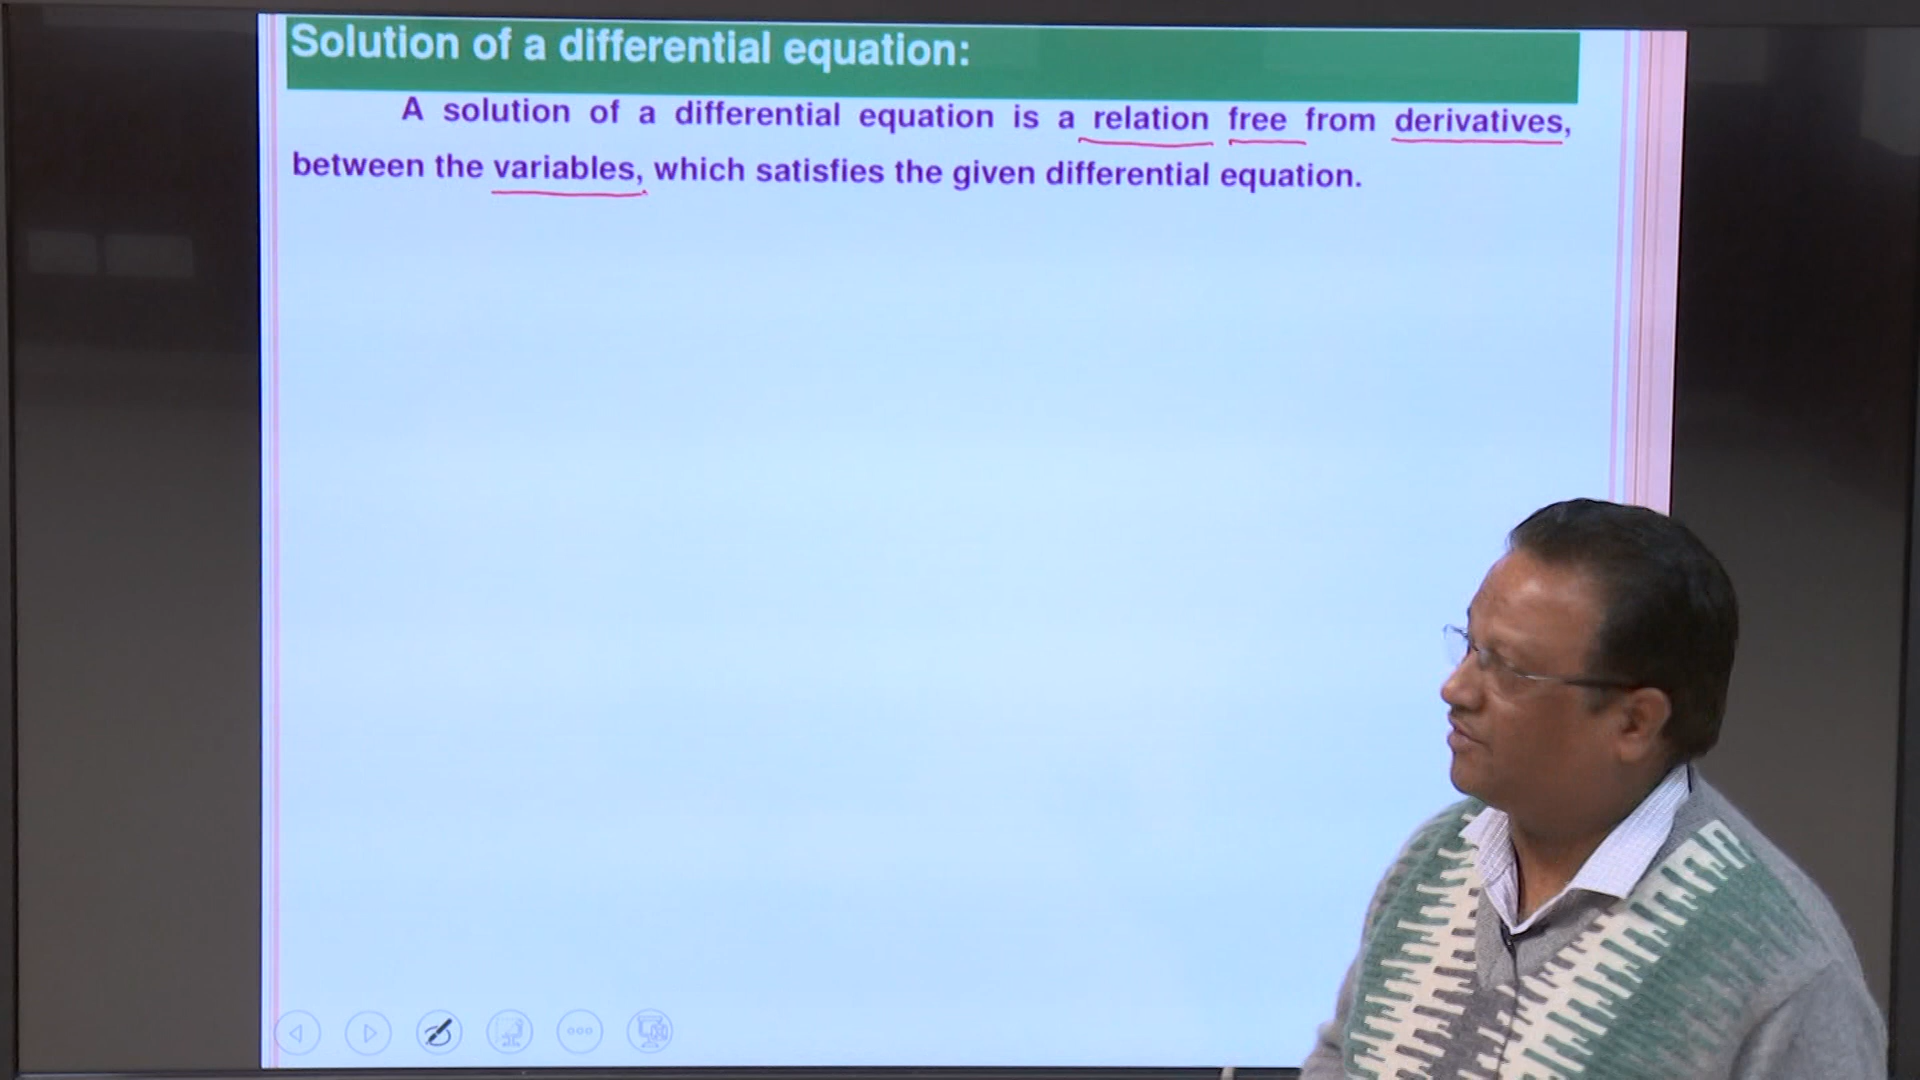 Solution of a differential equation:
A solution of a differential equation is a relation free from derivatives,
between the variables, which satisfies the given differential equation.